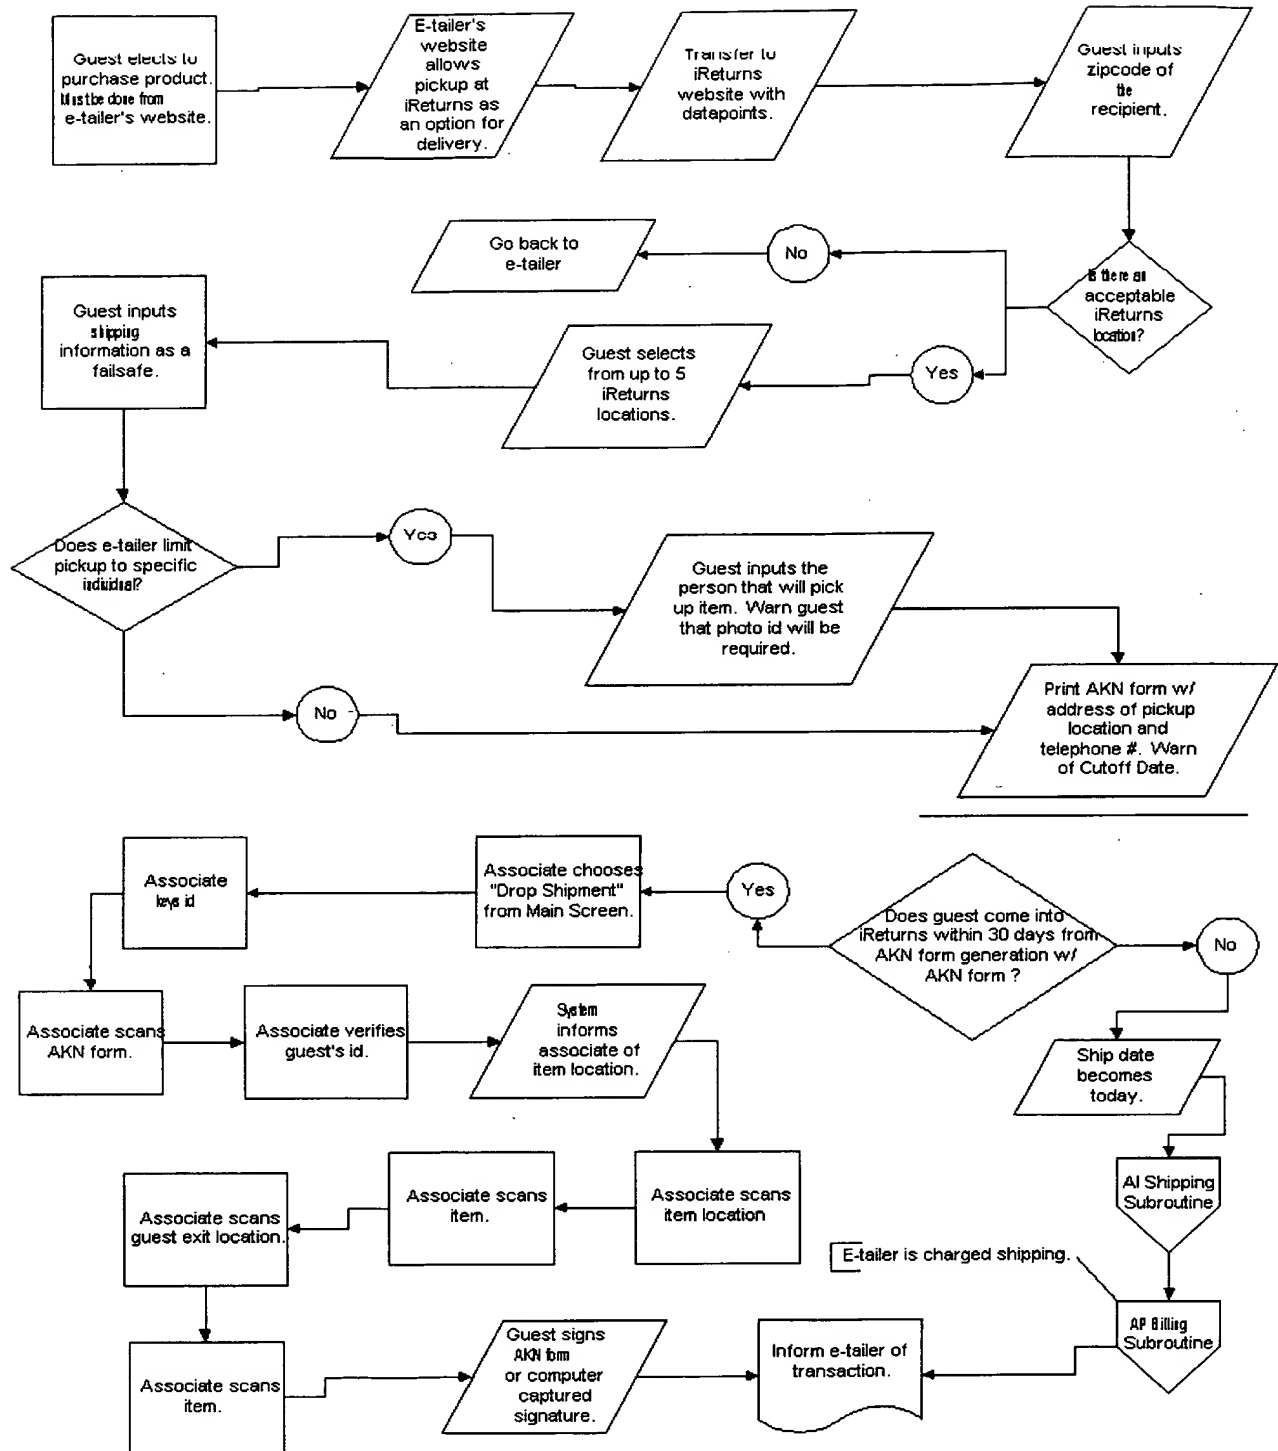 Guest elects to
purchase product.
Must be done from
e-tailer's website.
E-tailer's
website
allows
pickup at
iReturns as
an option for
delivery.
Transfer to
iReturns
website with
datapoints.
Guest inputs
zipcode of
the
recipient.
Is there an
acceptable
iReturns
location?
No
Go back to
e-tailer
Yes
Guest selects
from up to 5
iReturns
locations.
Guest inputs
shipping
information as a
failsafe.
Does e-tailer limit
pickup to specific
individual?
Yes
Guest inputs the
person that will pick
up item. Warn guest
that photo id will be
required.
No
Print AKN form w/
address of pickup
location and
telephone #. Warn
of Cutoff Date.
Does guest come into
iReturns within 30 days from
AKN form generation w/
AKN form ?
Yes
Associate chooses
"Drop Shipment"
from Main Screen.
Associate
keys id
Associate scans
AKN form.
Associate verifies
guest's id.
System
informs
associate of
item location.
Associate scans
item location
Associate scans
item.
Associate scans
guest exit location.
Associate scans
item.
Guest signs
AKN form
or computer
captured
signature.
Inform e-tailer of
transaction.
No
Ship date
becomes
today.
AI Shipping
Subroutine
E-tailer is charged shipping.
AP Billing
Subroutine